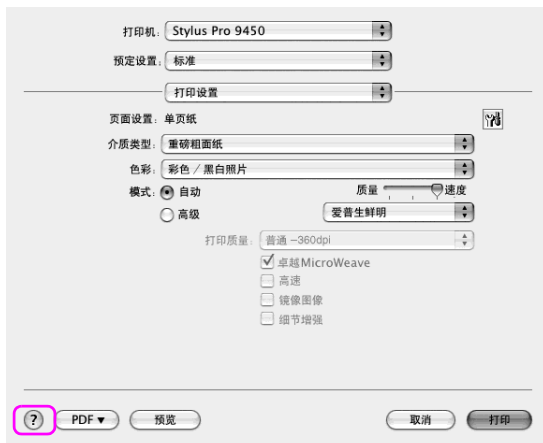 打印机: Stylus Pro 9450
预定设置: 标准
打印设置
页面设置: 单页纸
介质类型: 重磅粗面纸
色彩: 彩色 / 黑白照片
模式: 自动 质量 速度
高级 爱普生鲜明
打印质量: 普通 -360dpi
卓越MicroWeave
高速
镜像图像
细节增强
? PDF ▼ 预览 取消 打印